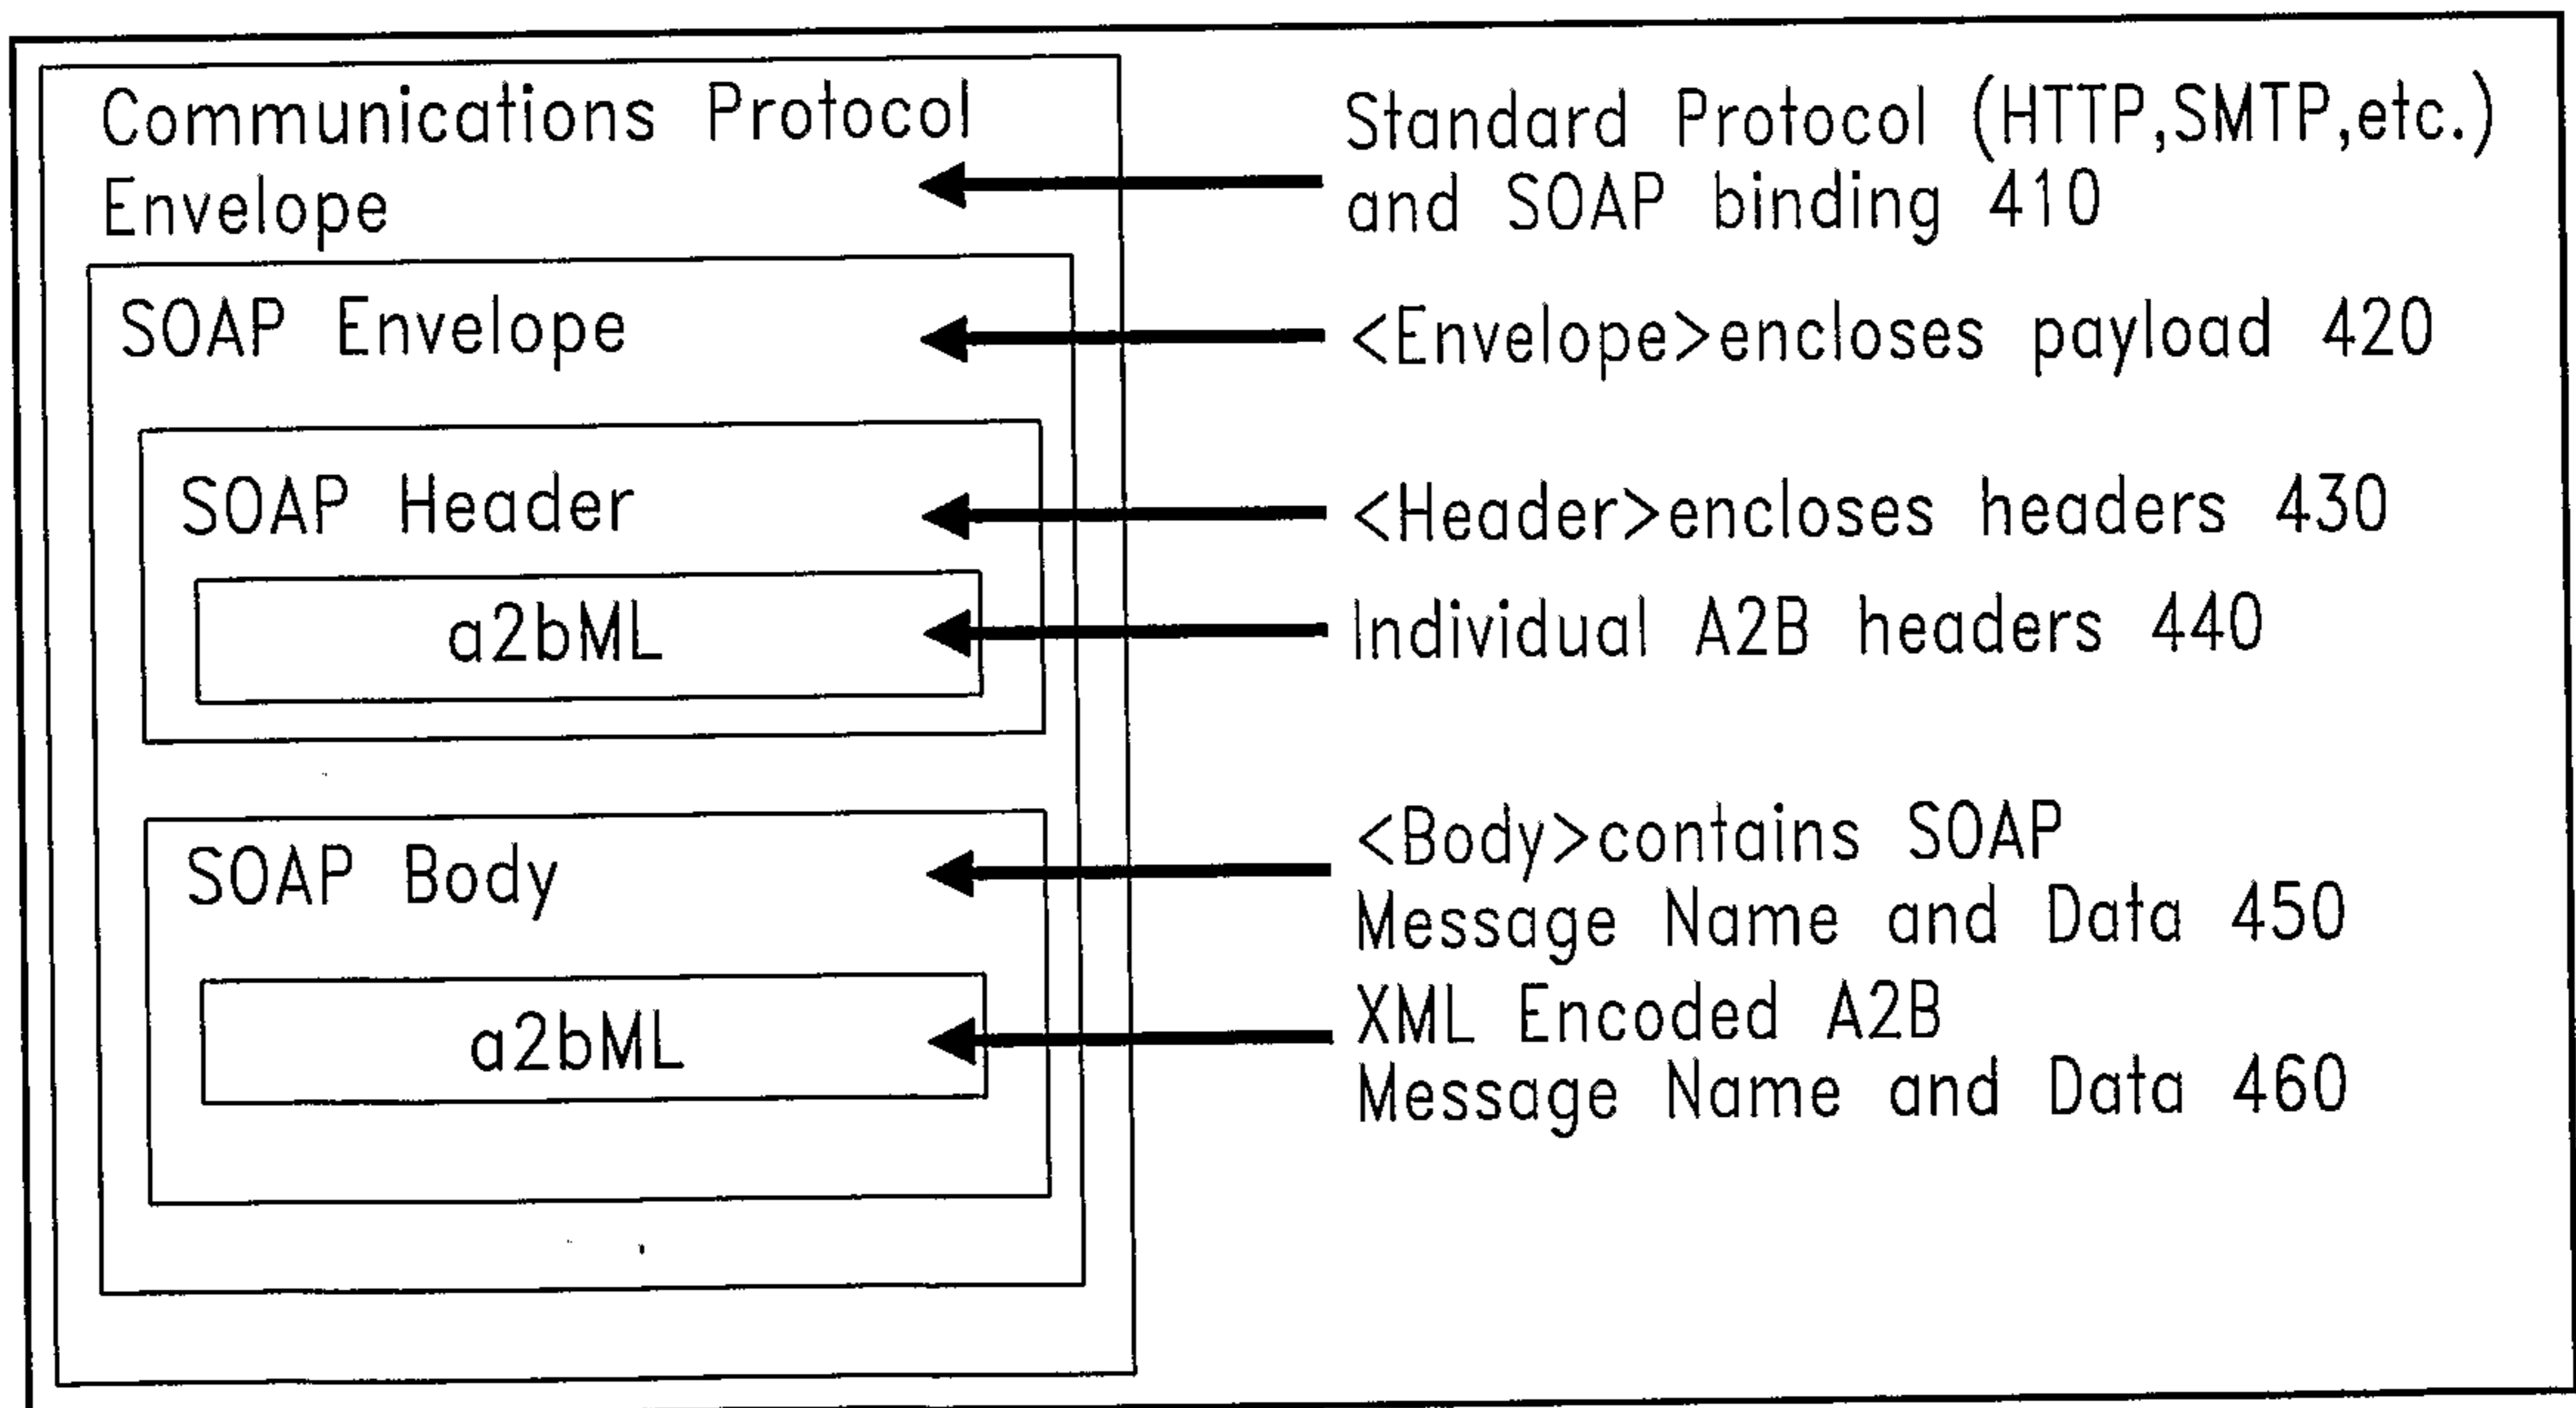 Communications Protocol
Envelope
Standard Protocol (HTTP,SMTP,etc.)
and SOAP binding 410
SOAP Envelope
<Envelope>encloses payload 420
SOAP Header
<Header>encloses headers 430
a2bML
Individual A2B headers 440
SOAP Body
<Body>contains SOAP
Message Name and Data 450
a2bML
XML Encoded A2B
Message Name and Data 460